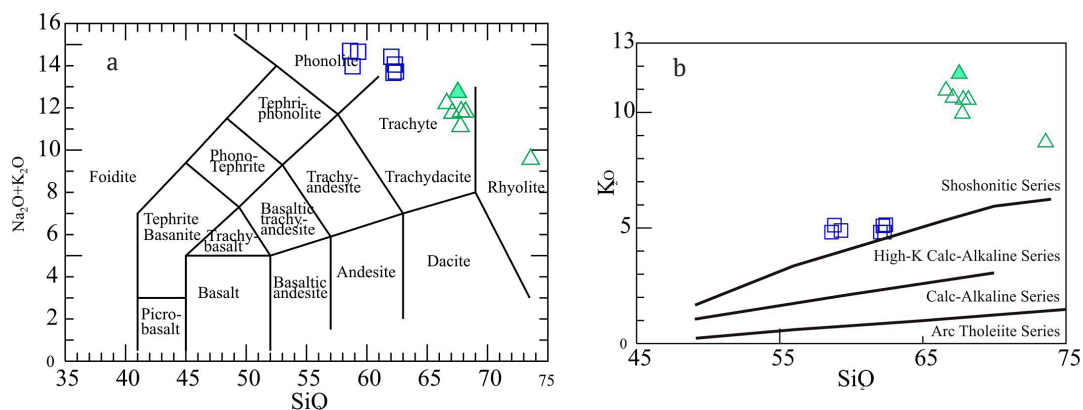 a
16
14
12
10
8
6
4
2
0
Na2O+K2O
35
40
45
50
55
60
65
70
75
SiO
Foidite
Phonolite
Tephri-
phonolite
Phono-
Tephrite
Tephrite
Basanite
Trachy-
basalt
Basaltic
trachy-
andesite
Trachy-
andesite
Trachyte
Trachydacite
Rhyolite
Picro-
basalt
Basalt
Basaltic
andesite
Andesite
Dacite
b
13
10
5
0
K O
45
55
65
75
SiO
Shoshonitic Series
High-K Calc-Alkaline Series
Calc-Alkaline Series
Arc Tholeiite Series